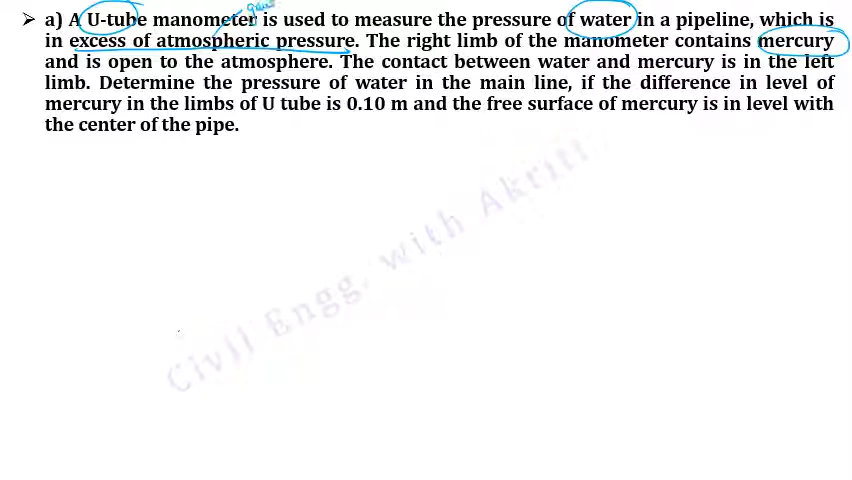 ➢ a) A U-tube manometer is used to measure the pressure of water in a pipeline, which is
in excess of atmospheric pressure. The right limb of the manometer contains mercury
and is open to the atmosphere. The contact between water and mercury is in the left
limb. Determine the pressure of water in the main line, if the difference in level of
mercury in the limbs of U tube is 0.10 m and the free surface of mercury is in level with
the center of the pipe.
Civil Engg. with Akriti